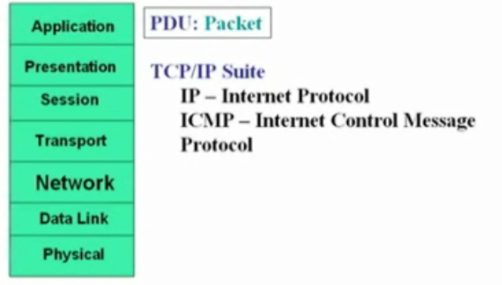 Application
Presentation
Session
Transport
Network
Data Link
Physical
PDU: Packet
TCP/IP Suite
IP – Internet Protocol
ICMP – Internet Control Message
Protocol